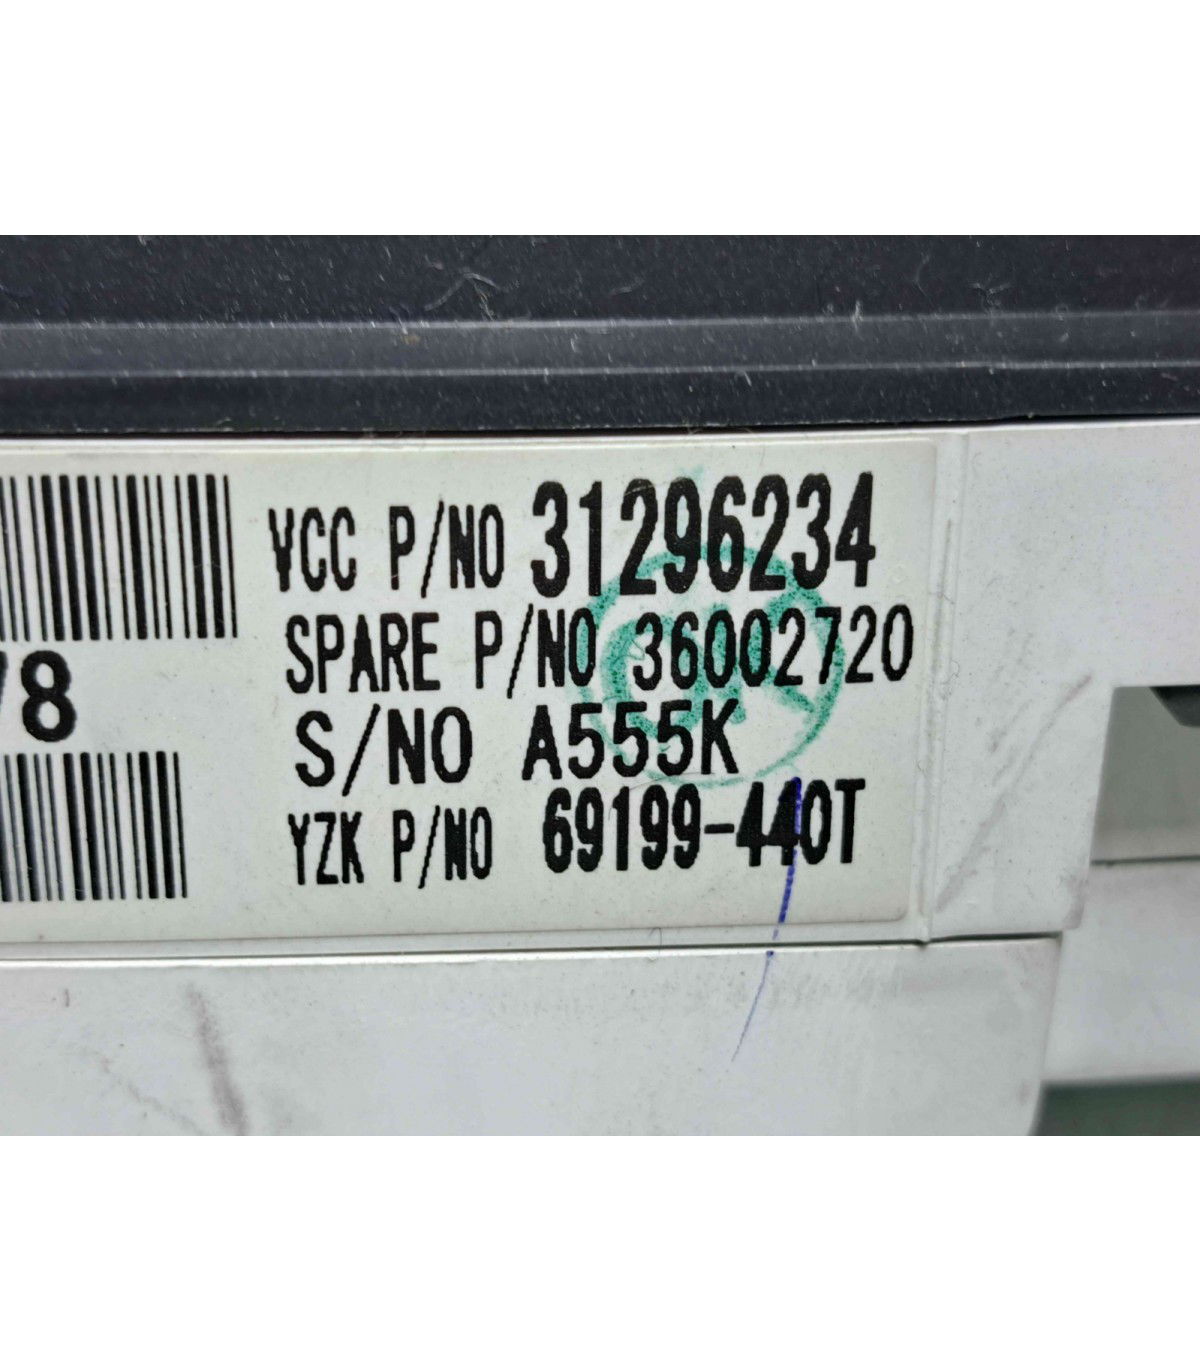 VCC P/NO 31296234
SPARE P/NO 36002720
78
S/NO A555K
YZK P/NO 69199-440T